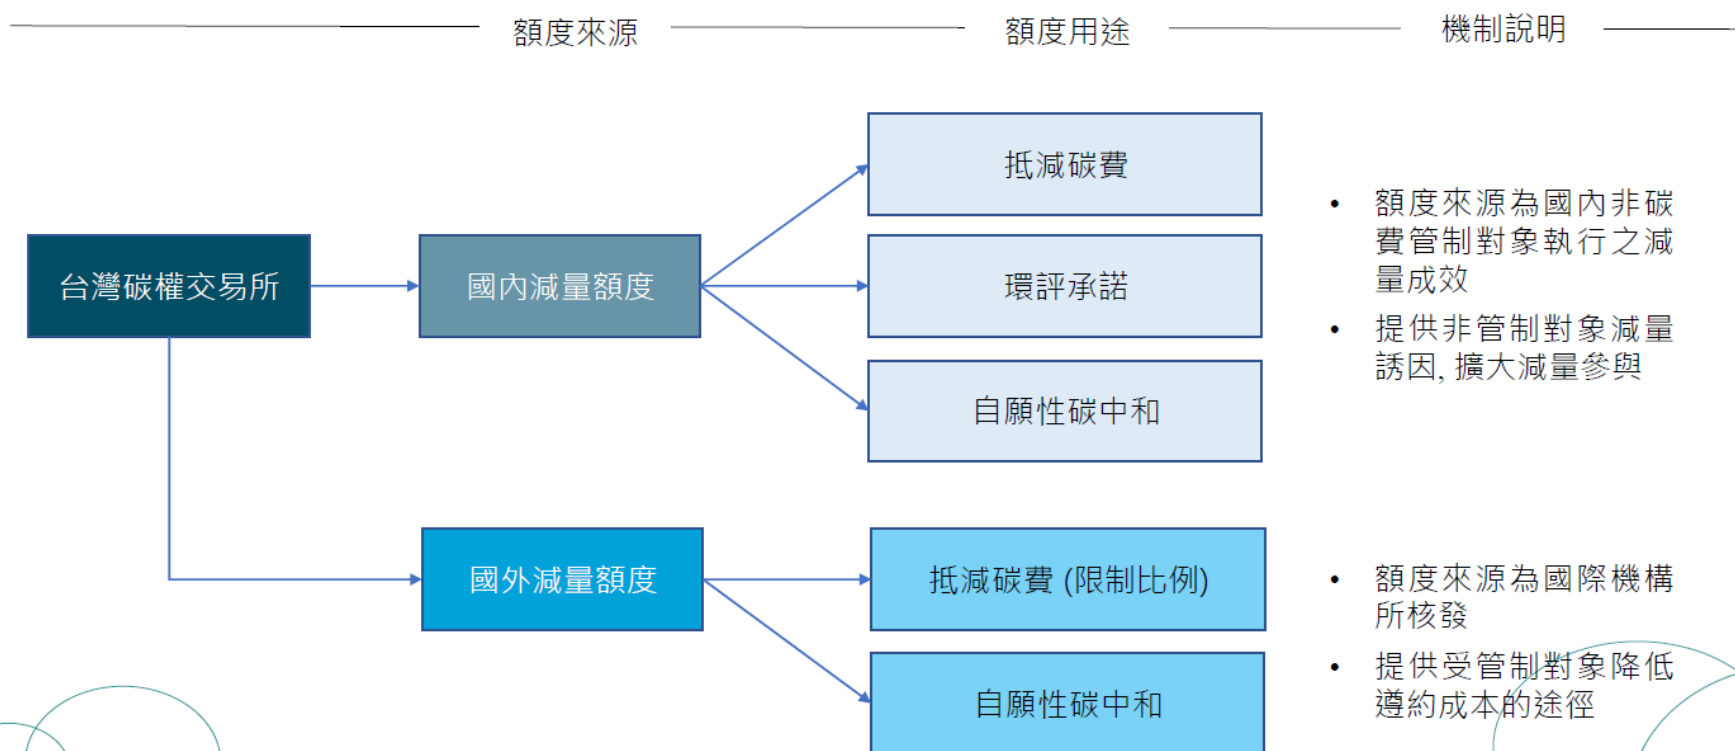 額度來源
額度用途
機制說明
台灣碳權交易所
國內減量額度
抵減碳費
環評承諾
自願性碳中和
• 額度來源為國內非碳
費管制對象執行之減
量成效
• 提供非管制對象減量
誘因, 擴大減量參與
國外減量額度
抵減碳費 (限制比例)
自願性碳中和
• 額度來源為國際機構
所核發
• 提供受管制對象降低
遵約成本的途徑